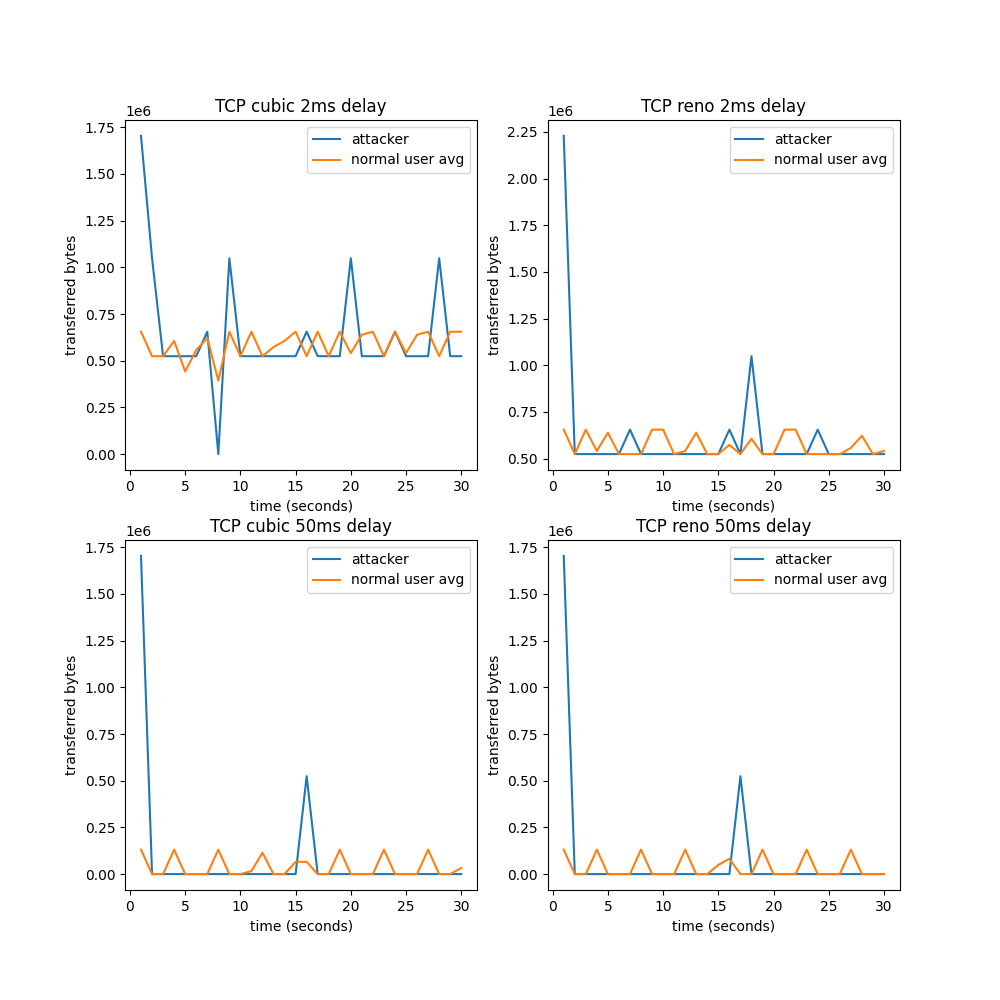 TCP cubic 2ms delay
1e6
attacker
normal user avg
transferred bytes
1.75
1.50
1.25
1.00
0.75
0.50
0.25
0.00
0 5 10 15 20 25 30
time (seconds)
TCP reno 2ms delay
1e6
attacker
normal user avg
transferred bytes
2.25
2.00
1.75
1.50
1.25
1.00
0.75
0.50
0 5 10 15 20 25 30
time (seconds)
TCP cubic 50ms delay
1e6
attacker
normal user avg
transferred bytes
1.75
1.50
1.25
1.00
0.75
0.50
0.25
0.00
0 5 10 15 20 25 30
time (seconds)
TCP reno 50ms delay
1e6
attacker
normal user avg
transferred bytes
1.75
1.50
1.25
1.00
0.75
0.50
0.25
0.00
0 5 10 15 20 25 30
time (seconds)